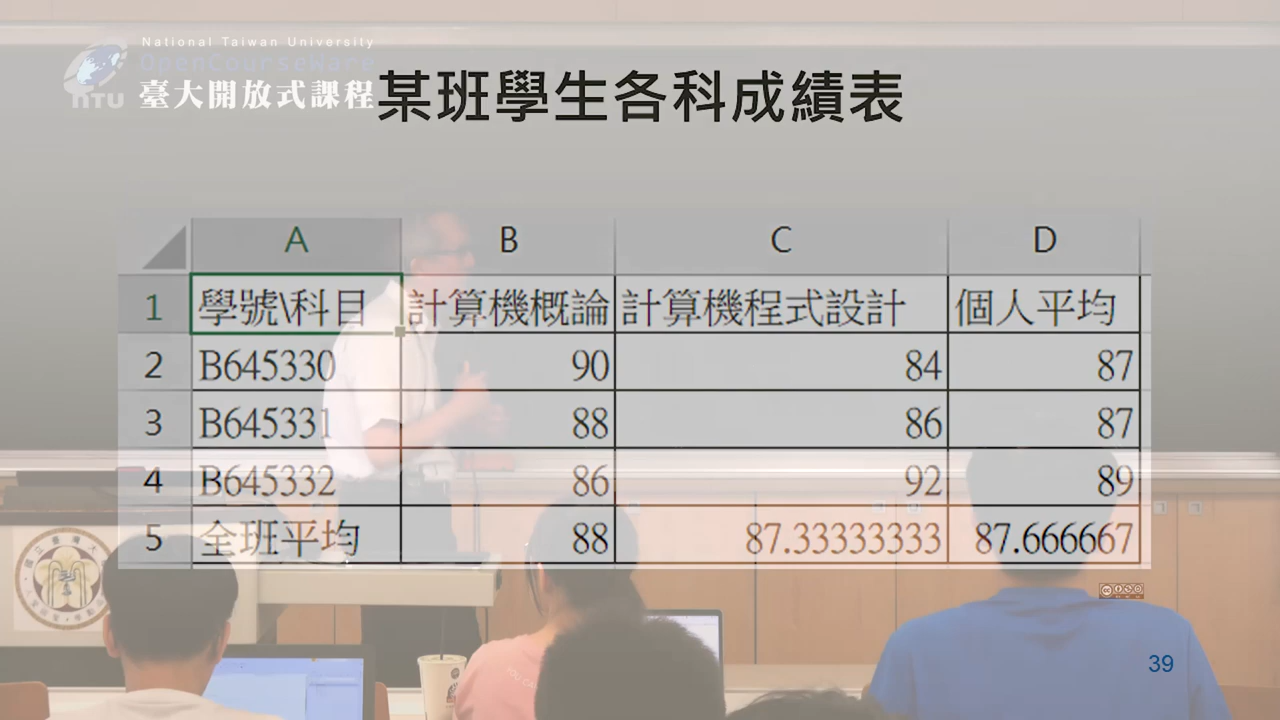 National Taiwan University
OpenCourseWare
NTU
臺大開放式課程
某班學生各科成績表
A B C D
1 學號\科目 計算機概論 計算機程式設計 個人平均
2 B645330 90 84 87
3 B645331 88 86 87
4 B645332 86 92 89
5 全班平均 88 87.33333333 87.666667
39